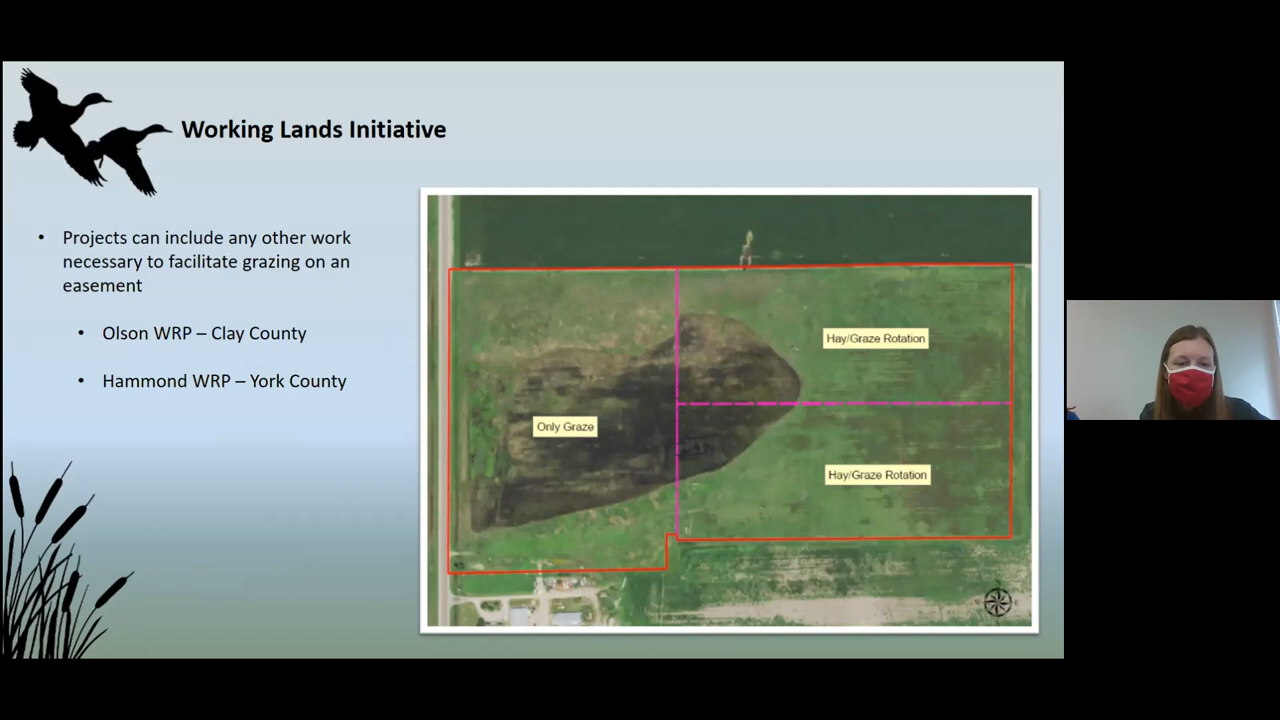 Working Lands Initiative
• Projects can include any other work
necessary to facilitate grazing on an
easement
• Olson WRP – Clay County
• Hammond WRP – York County
Hay/Graze Rotation
Only Graze
Hay/Graze Rotation